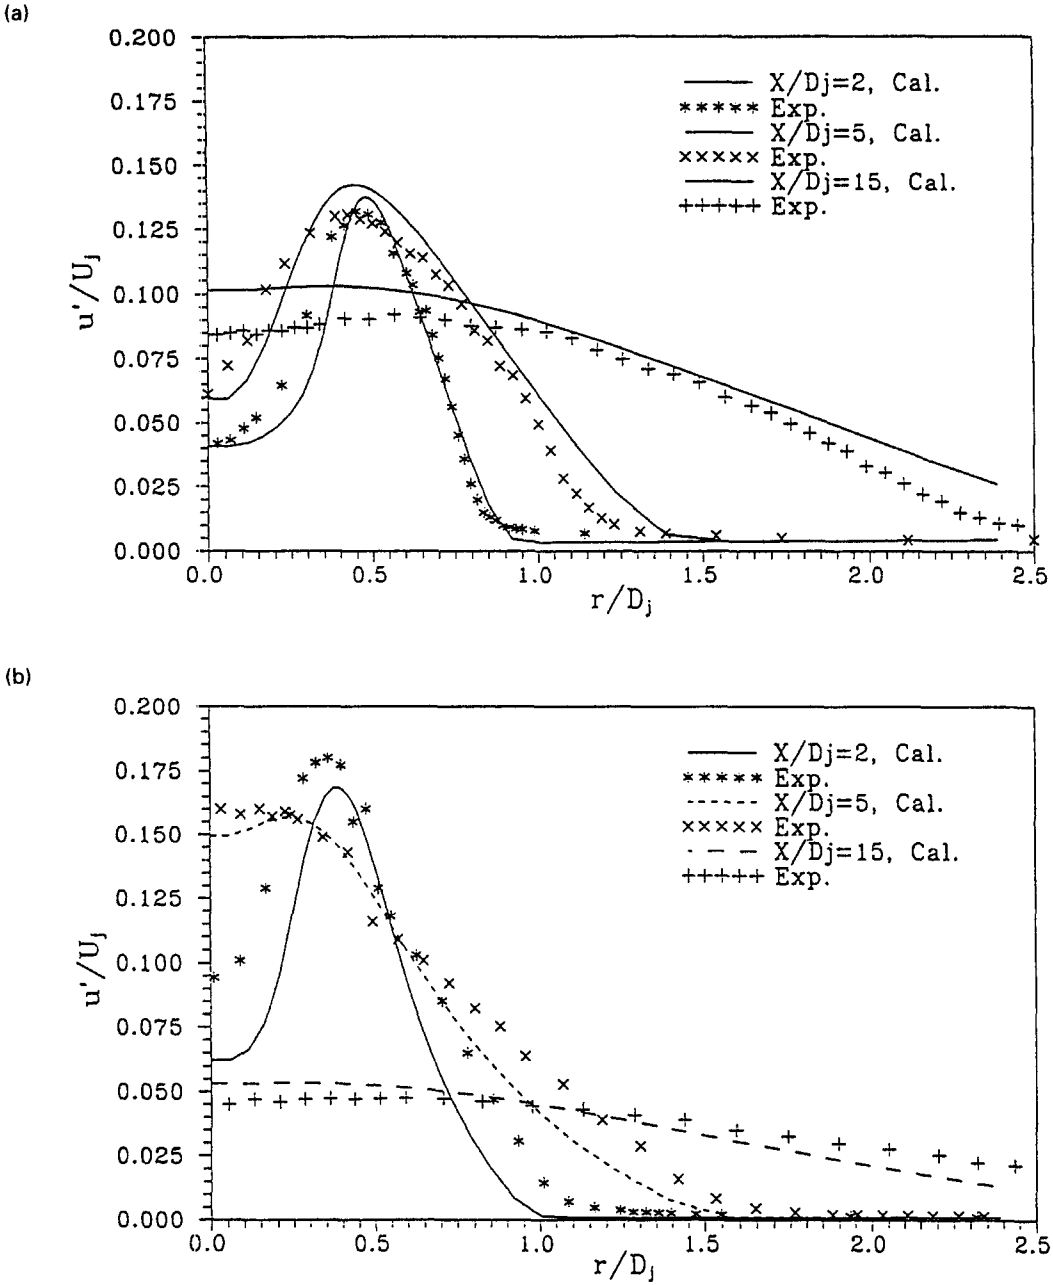 (a)
0.200
0.175
0.150
0.125
0.100
0.075
0.050
0.025
0.000
u'/Uj
X/Dj=2, Cal.
Exp.
X/Dj=5, Cal.
Exp.
X/Dj=15, Cal.
Exp.
0.0 0.5 1.0 1.5 2.0 2.5
r/Dj
(b)
0.200
0.175
0.150
0.125
0.100
0.075
0.050
0.025
0.000
u'/Uj
X/Dj=2, Cal.
Exp.
X/Dj=5, Cal.
Exp.
X/Dj=15, Cal.
Exp.
0.0 0.5 1.0 1.5 2.0 2.5
r/Dj